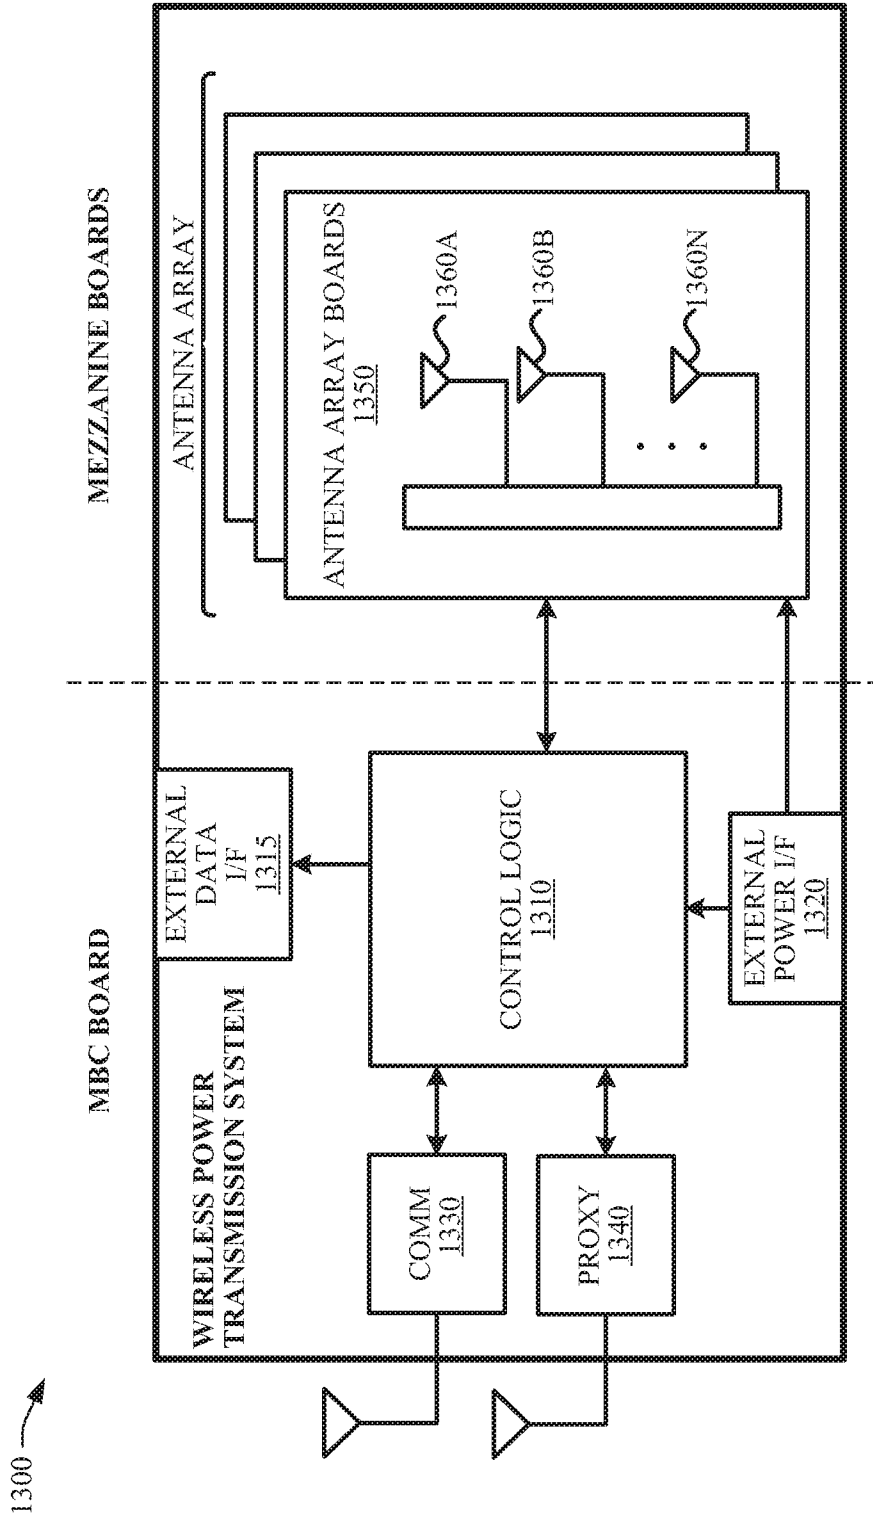 1300
MBC BOARD
MEZZANINE BOARDS
WIRELESS POWER
TRANSMISSION SYSTEM
EXTERNAL
DATA
I/F
1315
ANTENNA ARRAY
COMM
1330
PROXY
1340
CONTROL LOGIC
1310
EXTERNAL
POWER I/F
1320
ANTENNA ARRAY BOARDS
1350
1360A
1360B
. . .
1360N